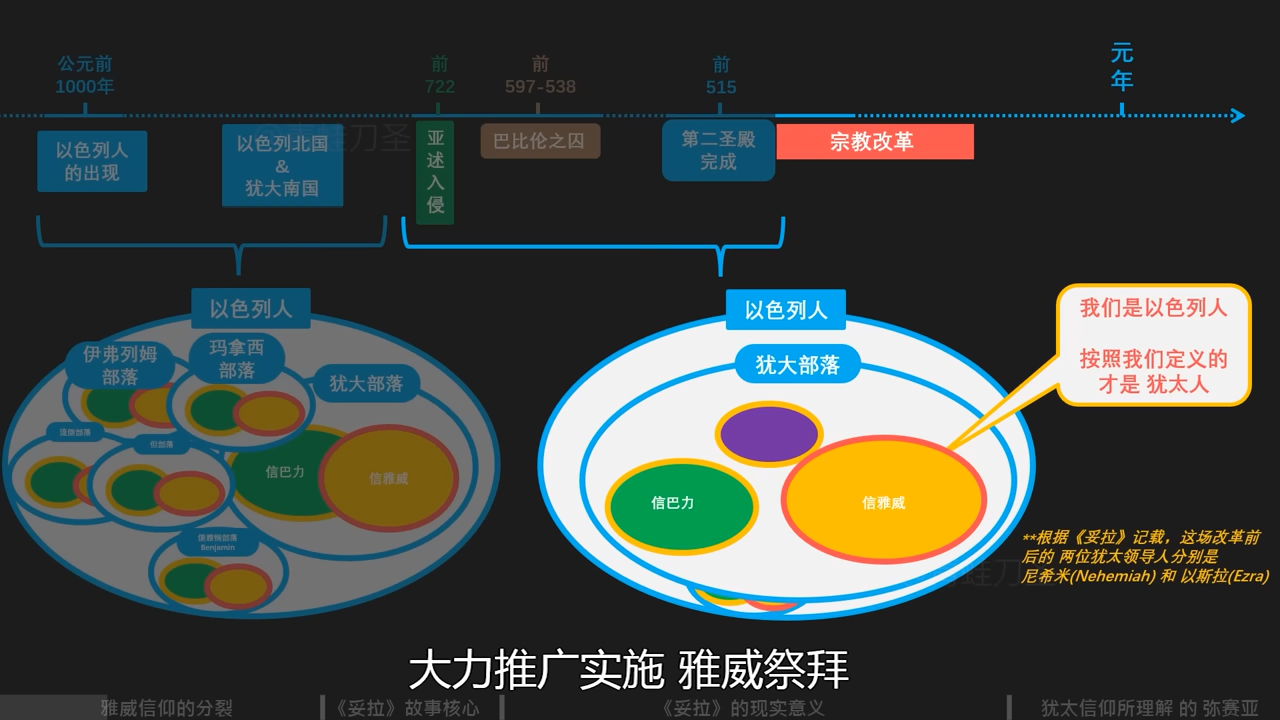 公元前
1000年
前
722
前
597-538
前
515
元
年
以色列人
的出现
以色列北国
&
犹大南国
亚
述
入
侵
巴比伦之囚
第二圣殿
完成
宗教改革
以色列人
伊弗列姆
部落
玛拿西
部落
犹大部落
但部落
信巴力
信雅威
便雅悯部落
Benjamin
以色列人
犹大部落
信巴力
信雅威
我们是以色列人
按照我们定义的
才是 犹太人
**根据《妥拉》记载，这场改革前
后的 两位犹太领导人分别是
尼希米(Nehemiah) 和 以斯拉(Ezra)
大力推广实施 雅威祭拜
雅威信仰的分裂
《妥拉》故事核心
《妥拉》的现实意义
犹太信仰所理解 的 弥赛亚